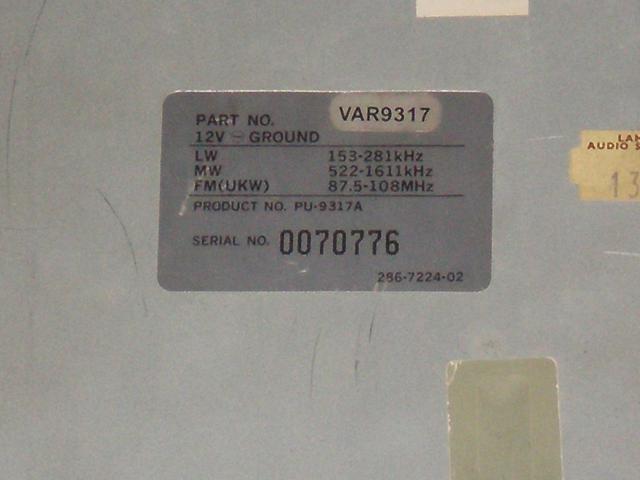 PART NO. VAR9317
12V ⊖ GROUND
LW 153-281kHz
MW 522-1611kHz
FM(UKW) 87.5-108MHz
PRODUCT NO. PU-9317A
SERIAL NO. 0070776
286-7224-02
LAN
AUDIO S
13